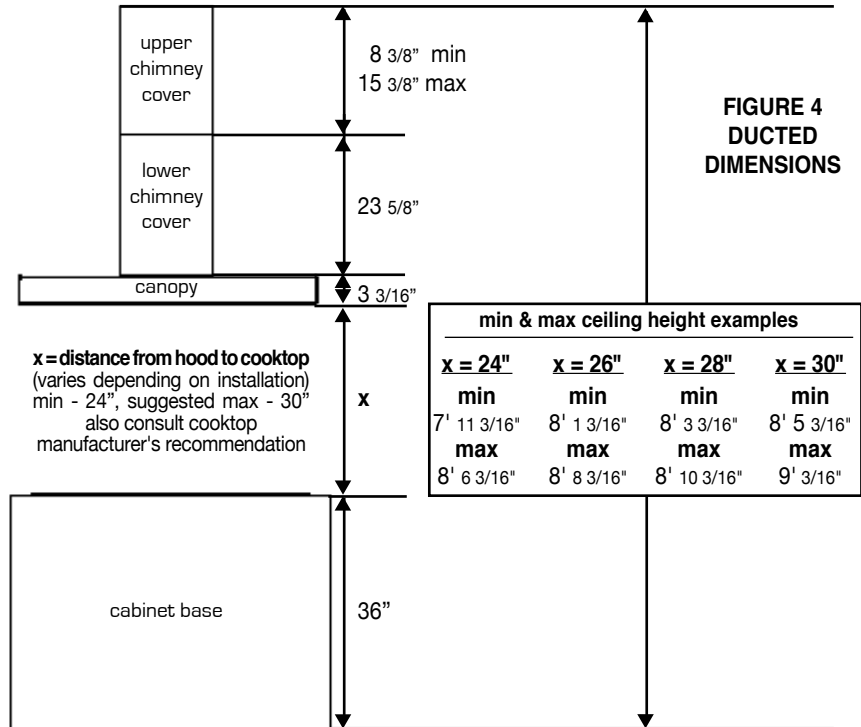 upper
chimney
cover
8 3/8” min
15 3/8” max
FIGURE 4
DUCTED
DIMENSIONS
lower
chimney
cover
23 5/8”
canopy
3 3/16”
x = distance from hood to cooktop
(varies depending on installation)
min - 24”, suggested max - 30”
also consult cooktop
manufacturer's recommendation
x
min & max ceiling height examples
x = 24" x = 26" x = 28" x = 30"
min min min min
7' 11 3/16" 8' 1 3/16" 8' 3 3/16" 8' 5 3/16"
max max max max
8' 6 3/16" 8' 8 3/16" 8' 10 3/16" 9' 3/16"
cabinet base
36”